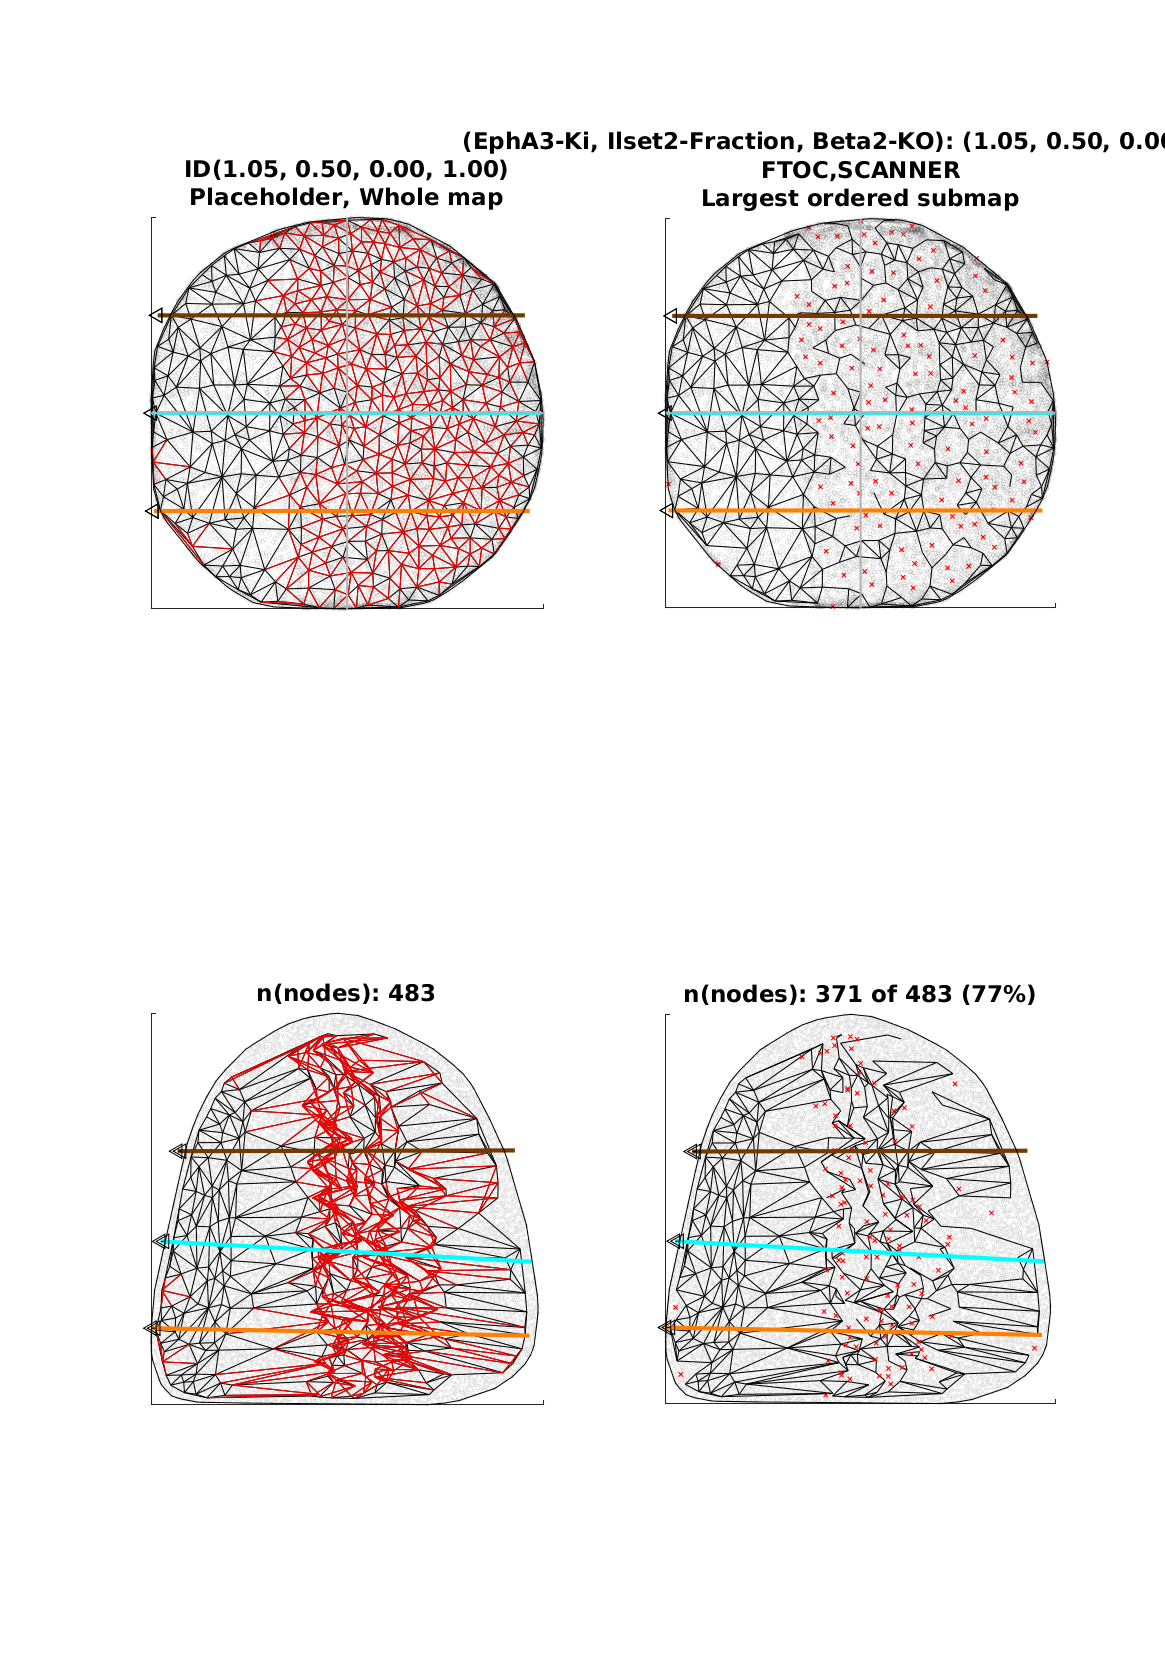 (EphA3-Ki, Ilset2-Fraction, Beta2-KO): (1.05, 0.50, 0.00
ID(1.05, 0.50, 0.00, 1.00)
Placeholder, Whole map
FTOC,SCANNER
Largest ordered submap
n(nodes): 483
n(nodes): 371 of 483 (77%)